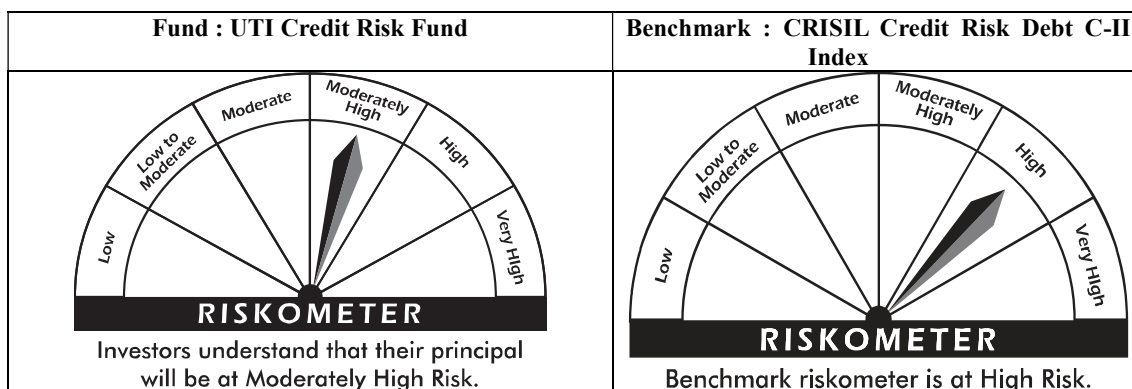 Fund : UTI Credit Risk Fund
Benchmark : CRISIL Credit Risk Debt C-II
Index
Low
Low to
Moderate
Moderate
Moderately
High
High
Very HIgh
RISKOMETER
Investors understand that their principal
will be at Moderately High Risk.
Low
Low to
Moderate
Moderate
Moderately
High
High
Very HIgh
RISKOMETER
Benchmark riskometer is at High Risk.